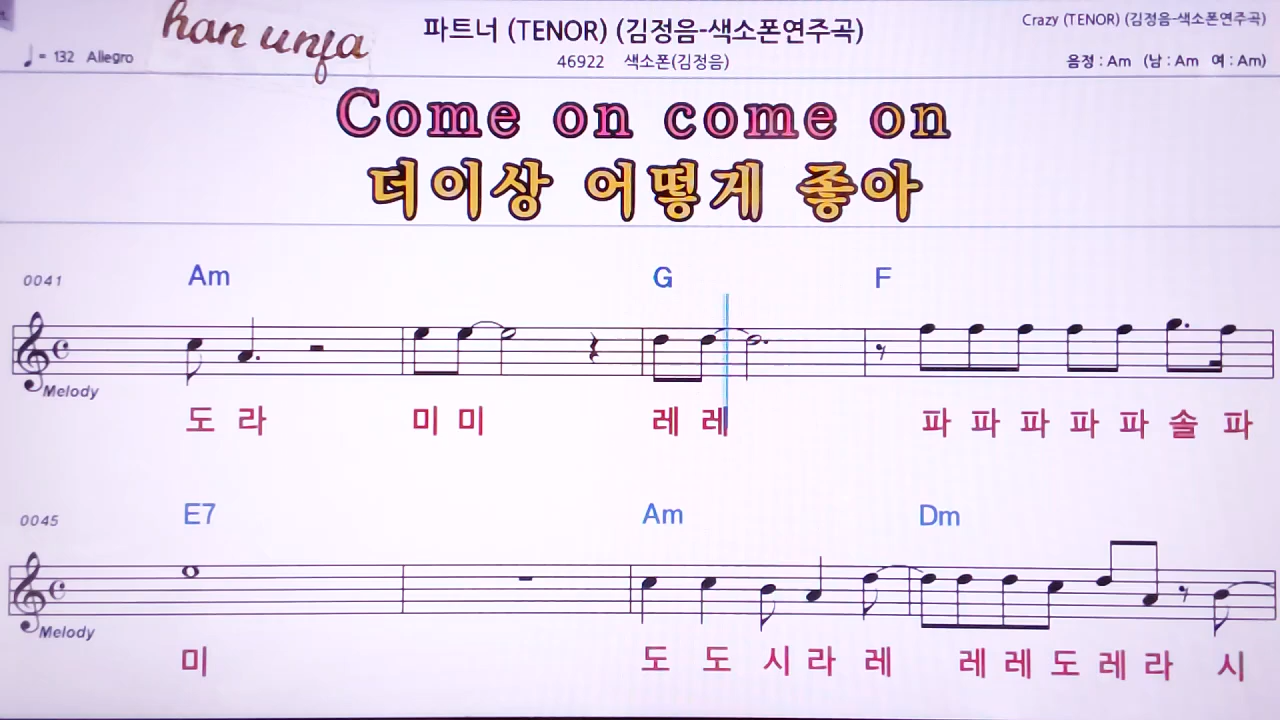 han unja
파트너 (TENOR) (김정음-색소폰연주곡)
Crazy (TENOR) (김정음-색소폰연주곡)
♩ = 132 Allegro
46922 색소폰(김정음)
음정 : Am (남 : Am 여 : Am)
Come on come on
더이상 어떻게 좋아
0041 Am G F
Melody
도 라 미 미 레 레 파 파 파 파 파 솔 파
0045 E7 Am Dm
Melody
미 도 도 시 라 레 레 레 도 레 라 시